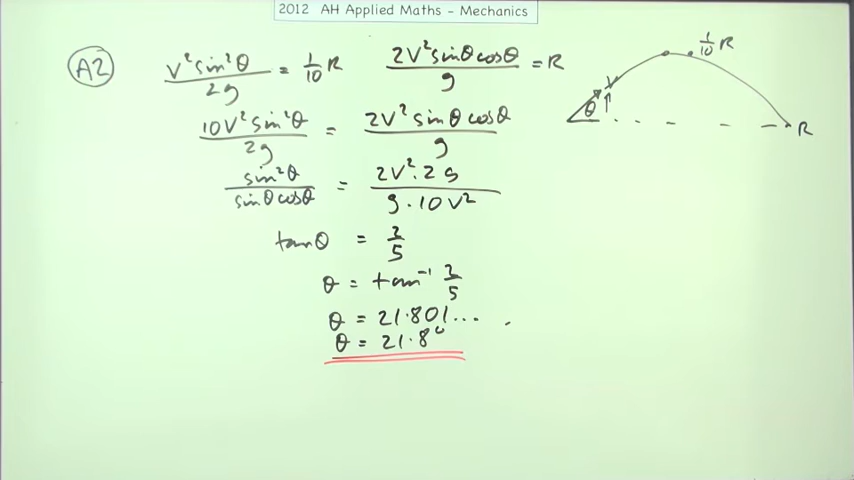 2012 AH Applied Maths - Mechanics
A2
V²sin²θ / 2g = 1/10 R    2V²sinθcosθ / g = R
10V²sin²θ / 2g = 2V²sinθcosθ / g
sin²θ / sinθcosθ = 2V².2g / g.10V²
tanθ = 2/5
θ = tan⁻¹ 2/5
θ = 21.801...
θ = 21.8°
1/10 R
V
θ
R